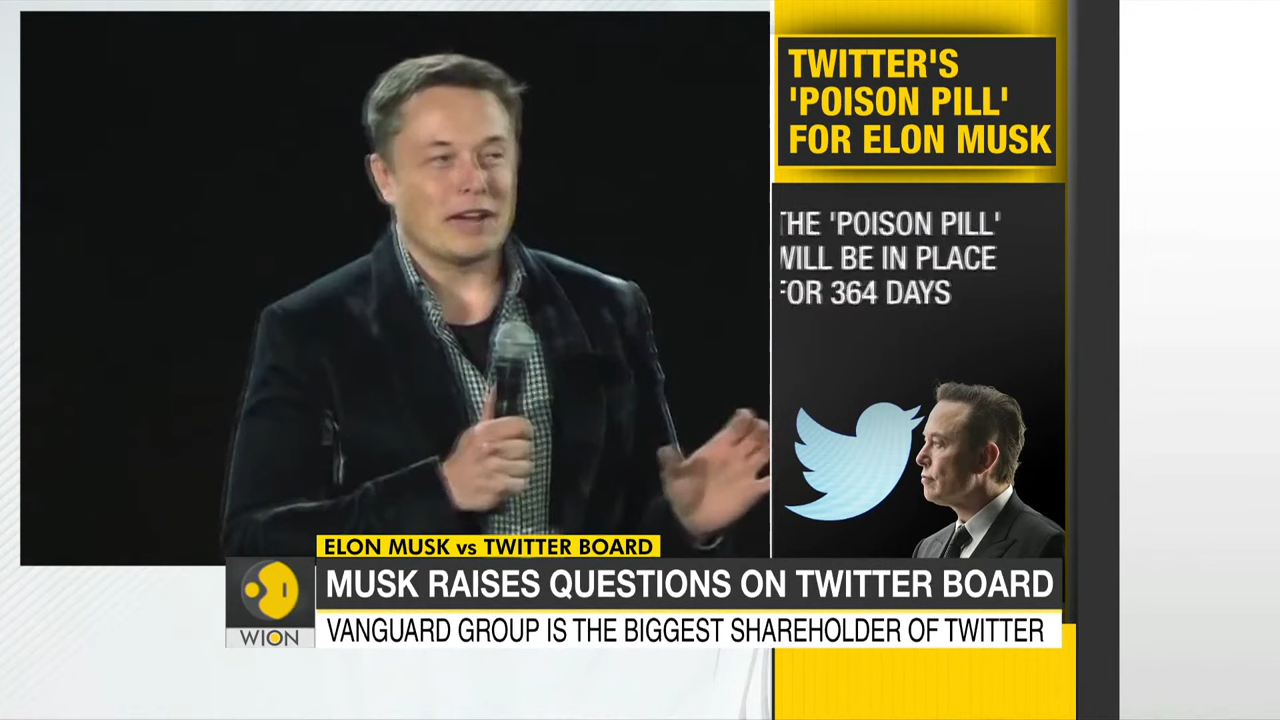 TWITTER'S
'POISON PILL'
FOR ELON MUSK
THE 'POISON PILL'
WILL BE IN PLACE
FOR 364 DAYS
ELON MUSK vs TWITTER BOARD
MUSK RAISES QUESTIONS ON TWITTER BOARD
VANGUARD GROUP IS THE BIGGEST SHAREHOLDER OF TWITTER
WION